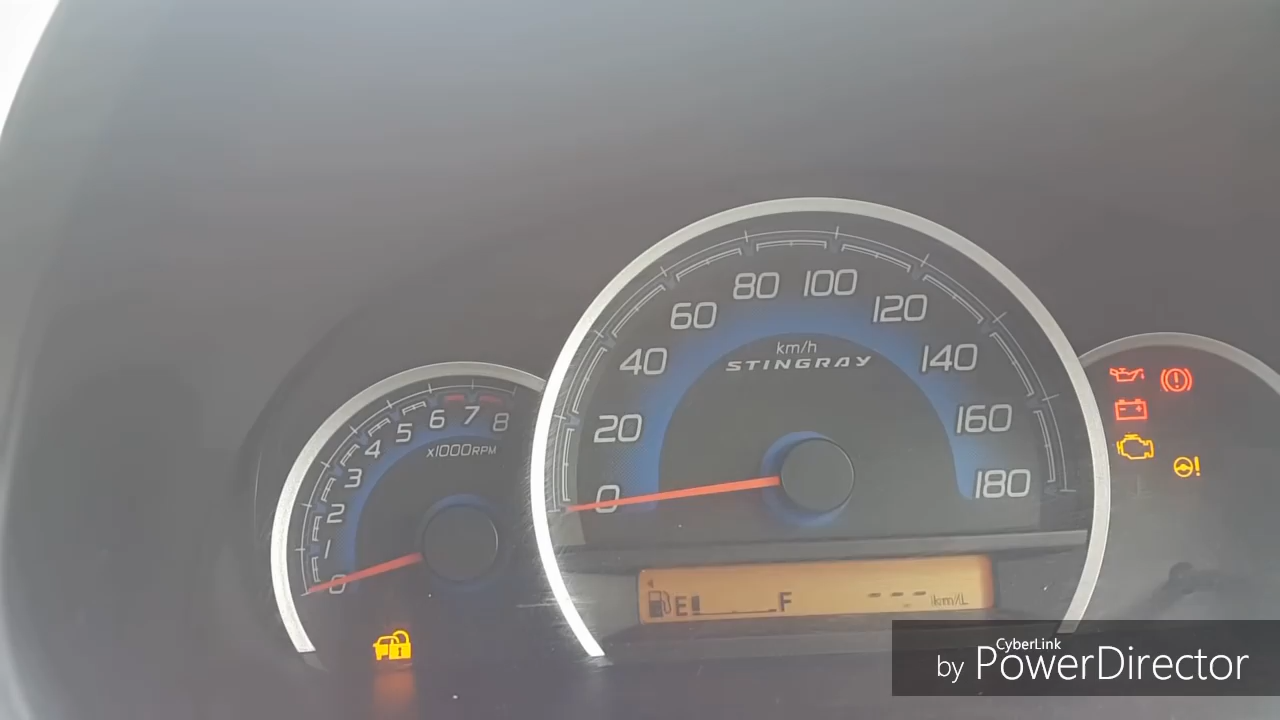 0 1 2 3 4 5 6 7 8
x1000RPM
0 20 40 60 80 100 120 140 160 180
km/h
STINGRAY
E F --.- km/L
CyberLink
by PowerDirector